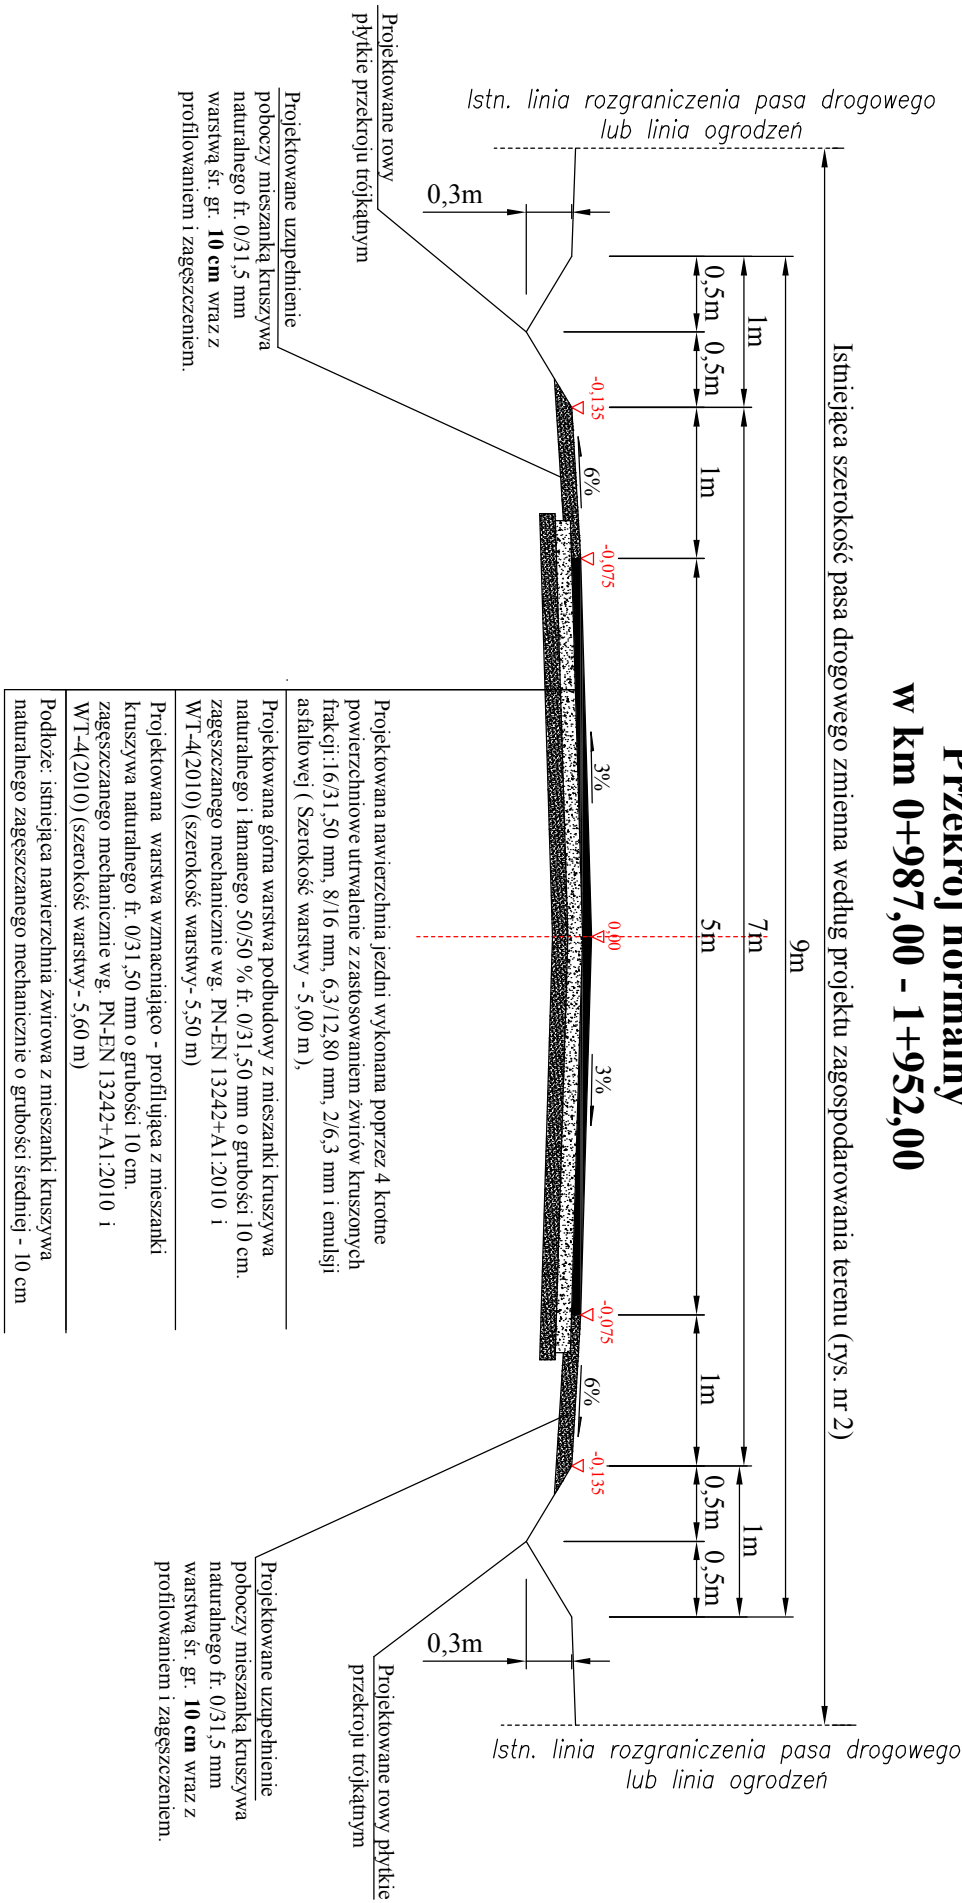 Przekrój normalny
w km 0+987,00 - 1+952,00
Istniejąca szerokość pasa drogowego zmienna według projektu zagospodarowania terenu (rys. nr 2)
9m
7m
5m
1m
1m
0,5m
0,5m
1m
1m
0,5m
0,5m
Istn. linia rozgraniczenia pasa drogowego
lub linia ogrodzeń
Istn. linia rozgraniczenia pasa drogowego
lub linia ogrodzeń
0,3m
0,3m
-0,135
-0,075
0,00
-0,075
-0,135
6%
3%
3%
6%
Projektowane rowy
płytkie przekroju trójkątnym
Projektowane uzupełnienie
poboczy mieszanką kruszywa
naturalnego fr. 0/31,5 mm
warstwą śr. gr. 10 cm wraz z
profilowaniem i zagęszczeniem.
Projektowana nawierzchnia jezdni wykonana poprzez 4 krotne
powierzchniowe utrwalenie z zastosowaniem żwirów kruszonych
frakcji:16/31,50 mm, 8/16 mm, 6,3/12,80 mm, 2/6,3 mm i emulsji
asfaltowej ( Szerokość warstwy - 5,00 m ),
Projektowana górna warstwa podbudowy z mieszanki kruszywa
naturalnego i łamanego 50/50 % fr. 0/31,50 mm o grubości 10 cm.
zagęszczanego mechanicznie wg. PN-EN 13242+A1:2010 i
WT-4(2010) (szerokość warstwy- 5,50 m)
Projektowana warstwa wzmacniająco - profilująca z mieszanki
kruszywa naturalnego fr. 0/31,50 mm o grubości 10 cm.
zagęszczanego mechanicznie wg. PN-EN 13242+A1:2010 i
WT-4(2010) (szerokość warstwy- 5,60 m)
Podłoże: istniejąca nawierzchnia żwirowa z mieszanki kruszywa
naturalnego zagęszczanego mechanicznie o grubości średniej - 10 cm
Projektowane rowy płytkie
przekroju trójkątnym
Projektowane uzupełnienie
poboczy mieszanką kruszywa
naturalnego fr. 0/31,5 mm
warstwą śr. gr. 10 cm wraz z
profilowaniem i zagęszczeniem.